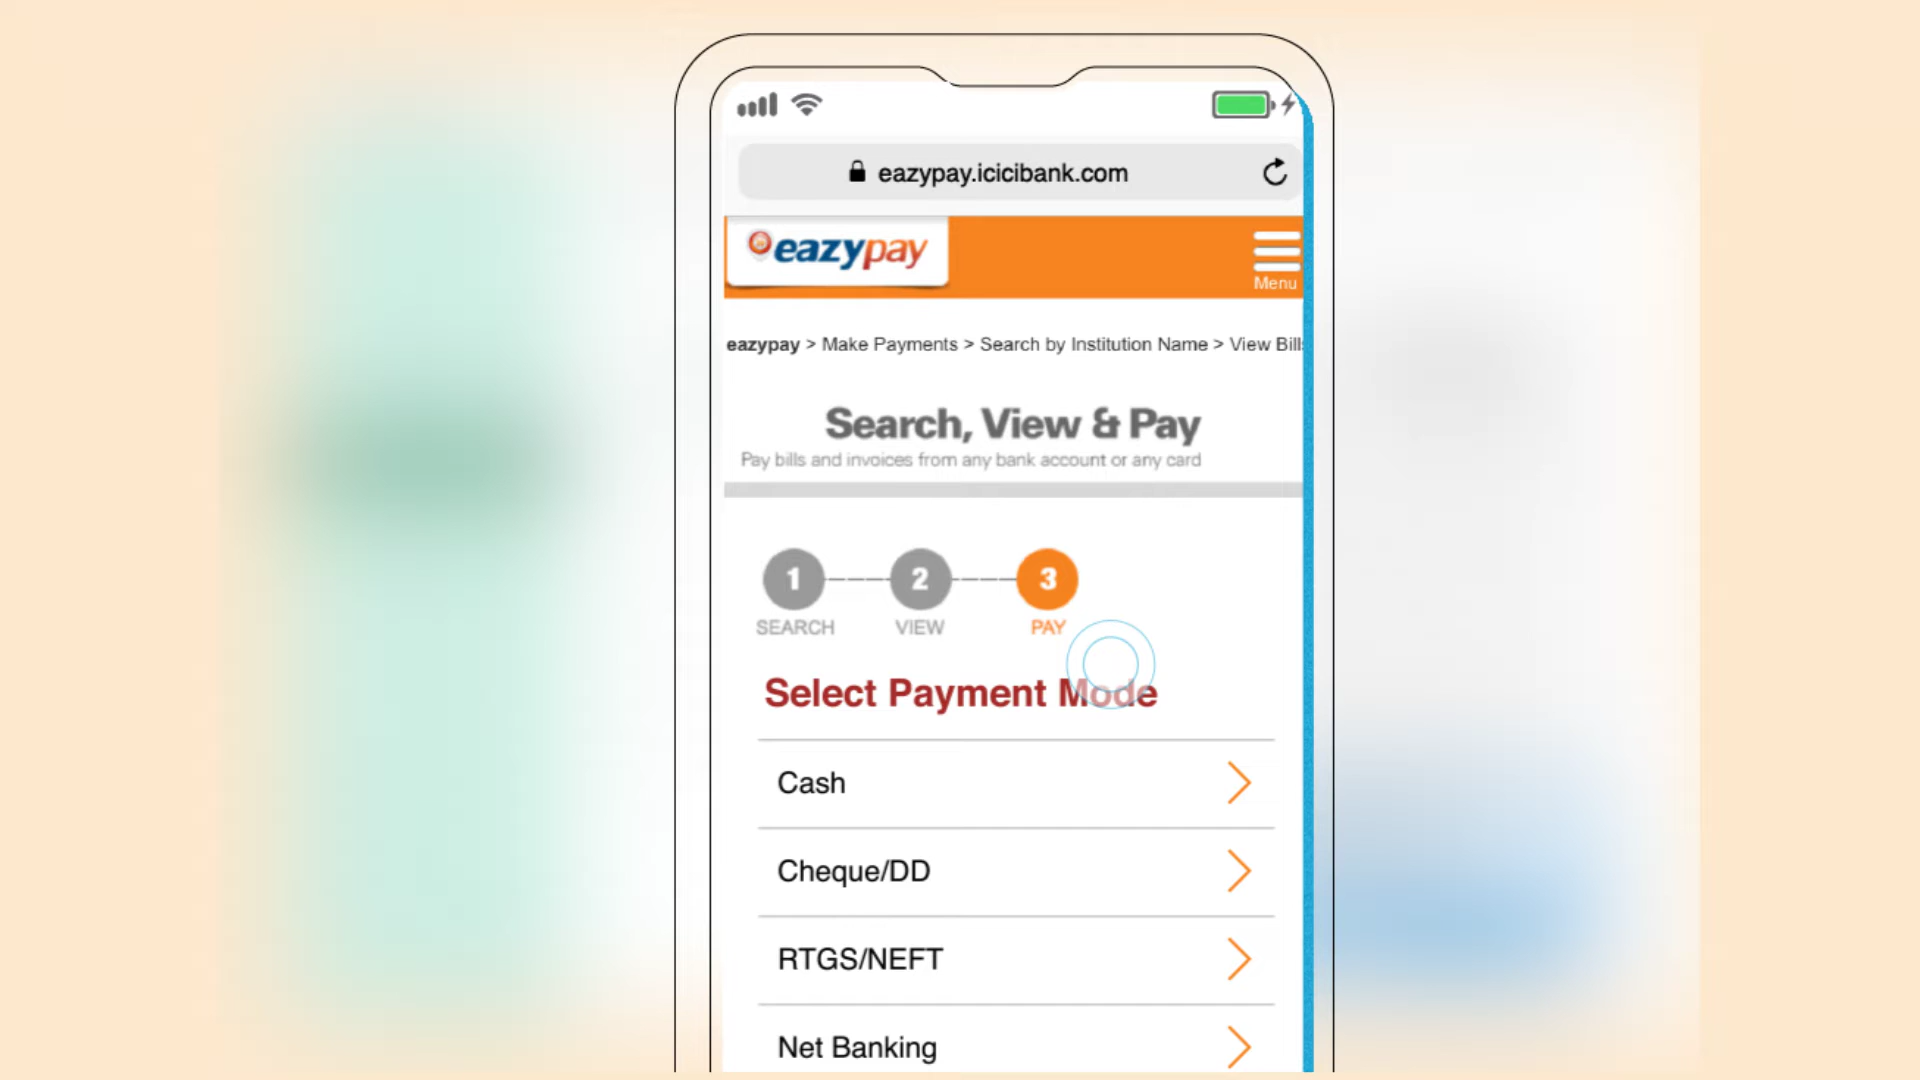 eazypay.icicibank.com
eazypay
Menu
eazypay > Make Payments > Search by Institution Name > View Bill
Search, View & Pay
Pay bills and invoices from any bank account or any card
1 2 3
SEARCH VIEW PAY
Select Payment Mode
Cash
Cheque/DD
RTGS/NEFT
Net Banking